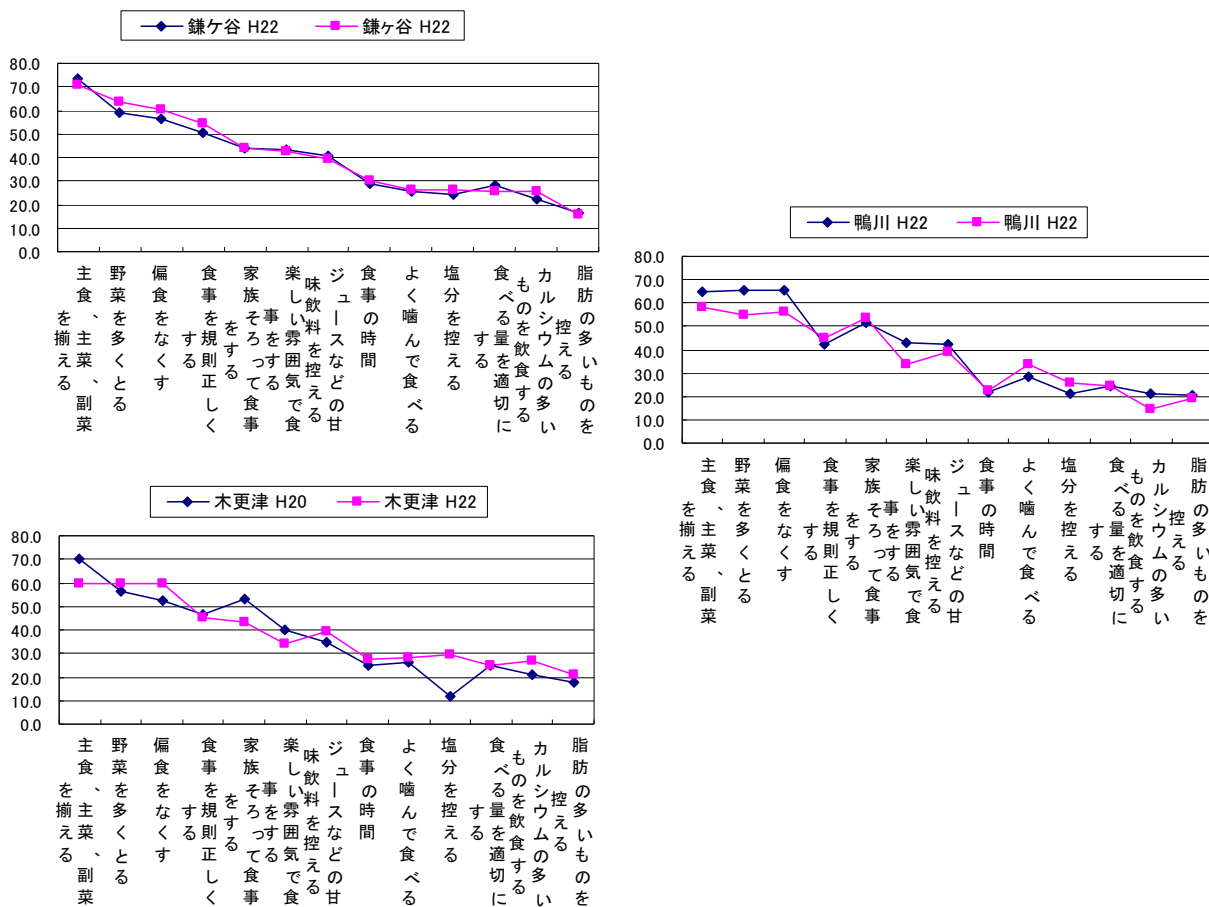 鎌ケ谷 H22 鎌ヶ谷 H22
80.0
70.0
60.0
50.0
40.0
30.0
20.0
10.0
0.0
主食、主菜、副菜
を揃える
野菜を多くとる
偏食をなくす
食事を規則正しく
する
家族そろって食事
をする
楽しい雰囲気で食
事をする
ジュースなどの甘
味飲料を控える
食事の時間
よく噛んで食べる
塩分を控える
食べる量を適切に
する
カルシウムの多い
ものを飲食する
脂肪の多いものを
控える
鴨川 H22 鴨川 H22
80.0
70.0
60.0
50.0
40.0
30.0
20.0
10.0
0.0
主食、主菜、副菜
を揃える
野菜を多くとる
偏食をなくす
食事を規則正しく
する
家族そろって食事
をする
楽しい雰囲気で食
事をする
ジュースなどの甘
味飲料を控える
食事の時間
よく噛んで食べる
塩分を控える
食べる量を適切に
する
カルシウムの多い
ものを飲食する
脂肪の多いものを
控える
木更津 H20 木更津 H22
80.0
70.0
60.0
50.0
40.0
30.0
20.0
10.0
0.0
主食、主菜、副菜
を揃える
野菜を多くとる
偏食をなくす
食事を規則正しく
する
家族そろって食事
をする
楽しい雰囲気で食
事をする
ジュースなどの甘
味飲料を控える
食事の時間
よく噛んで食べる
塩分を控える
食べる量を適切に
する
カルシウムの多い
ものを飲食する
脂肪の多いものを
控える